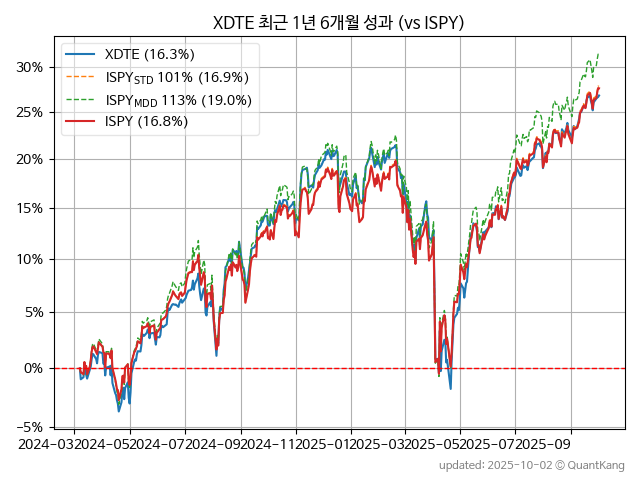 XDTE 최근 1년 6개월 성과 (vs ISPY)
XDTE (16.3%)
ISPY_STD 101% (16.9%)
ISPY_MDD 113% (19.0%)
ISPY (16.8%)
30%
25%
20%
15%
10%
5%
0%
−5%
2024-03 2024-05 2024-07 2024-09 2024-11 2025-01 2025-03 2025-05 2025-07 2025-09
updated: 2025-10-02 © QuantKang